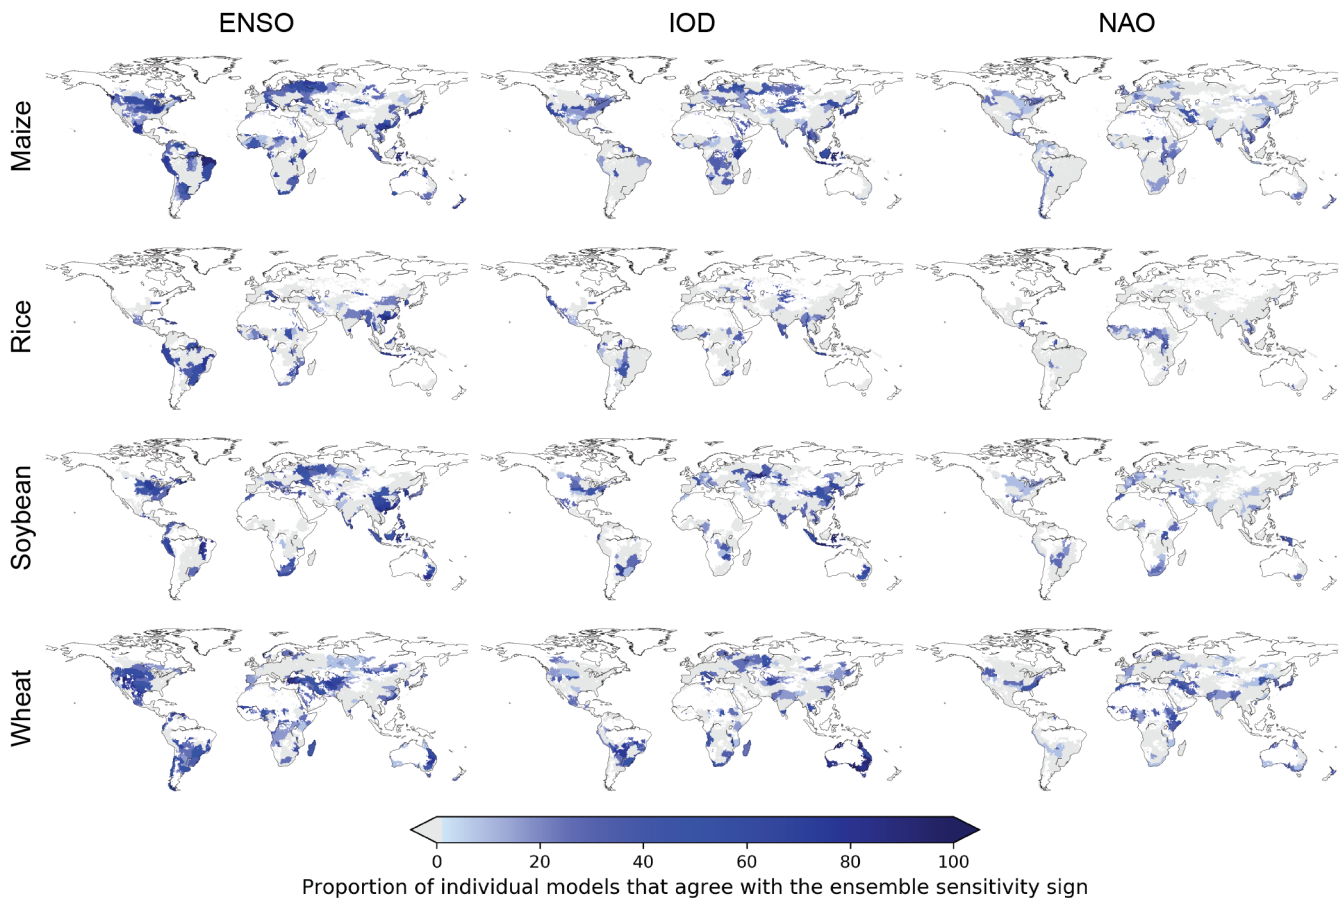 ENSO IOD NAO
Maize
Rice
Soybean
Wheat
0 20 40 60 80 100
Proportion of individual models that agree with the ensemble sensitivity sign